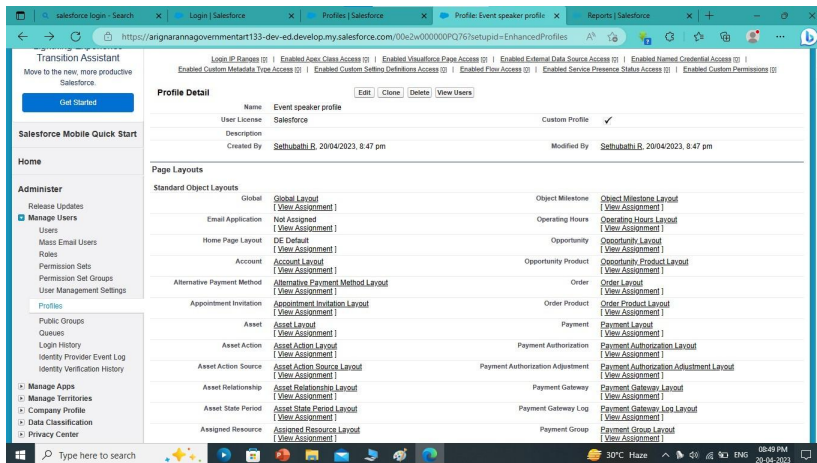 salesforce login - Search
Login | Salesforce
Profiles | Salesforce
Profile: Event speaker profile
Reports | Salesforce
https://arignarannagovernmentart133-dev-ed.develop.my.salesforce.com/00e2w000000PQ76?setupid=EnhancedProfiles
Transition Assistant
Move to the new, more productive
Salesforce.
Get Started
Salesforce Mobile Quick Start
Home
Administer
Release Updates
Manage Users
Users
Mass Email Users
Roles
Permission Sets
Permission Set Groups
User Management Settings
Profiles
Public Groups
Queues
Login History
Identity Provider Event Log
Identity Verification History
Manage Apps
Manage Territories
Company Profile
Data Classification
Privacy Center
Login IP Ranges [0] | Enabled Apex Class Access [0] | Enabled Visualforce Page Access [0] | Enabled External Data Source Access [0] | Enabled Named Credential Access [0] |
Enabled Custom Metadata Type Access [0] | Enabled Custom Setting Definitions Access [0] | Enabled Flow Access [0] | Enabled Service Presence Status Access [0] | Enabled Custom Permissions [0]
Profile Detail Edit Clone Delete View Users
Name Event speaker profile
User License Salesforce Custom Profile ✓
Description
Created By Sethubathi R, 20/04/2023, 8:47 pm Modified By Sethubathi R, 20/04/2023, 8:47 pm
Page Layouts
Standard Object Layouts
Global Global Layout Object Milestone Object Milestone Layout
[ View Assignment ] [ View Assignment ]
Email Application Not Assigned Operating Hours Operating Hours Layout
[ View Assignment ] [ View Assignment ]
Home Page Layout DE Default Opportunity Opportunity Layout
[ View Assignment ] [ View Assignment ]
Account Account Layout Opportunity Product Opportunity Product Layout
[ View Assignment ] [ View Assignment ]
Alternative Payment Method Alternative Payment Method Layout Order Order Layout
[ View Assignment ] [ View Assignment ]
Appointment Invitation Appointment Invitation Layout Order Product Order Product Layout
[ View Assignment ] [ View Assignment ]
Asset Asset Layout Payment Payment Layout
[ View Assignment ] [ View Assignment ]
Asset Action Asset Action Layout Payment Authorization Payment Authorization Layout
[ View Assignment ] [ View Assignment ]
Asset Action Source Asset Action Source Layout Payment Authorization Adjustment Payment Authorization Adjustment Layout
[ View Assignment ] [ View Assignment ]
Asset Relationship Asset Relationship Layout Payment Gateway Payment Gateway Layout
[ View Assignment ] [ View Assignment ]
Asset State Period Asset State Period Layout Payment Gateway Log Payment Gateway Log Layout
[ View Assignment ] [ View Assignment ]
Assigned Resource Assigned Resource Layout Payment Group Payment Group Layout
[ View Assignment ] [ View Assignment ]
Type here to search
30°C Haze
ENG
08:49 PM
20-04-2023